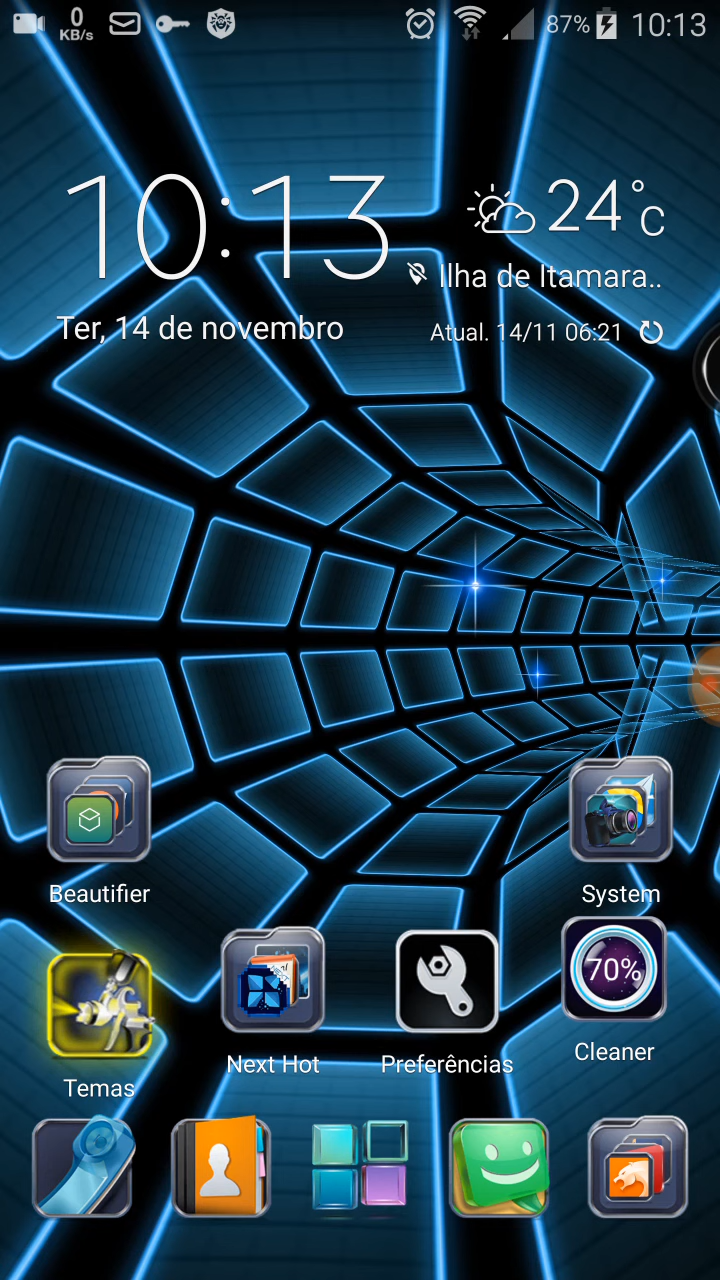 0
KB/s
87%
10:13
10:13
24°C
Ilha de Itamara..
Ter, 14 de novembro
Atual. 14/11 06:21
Beautifier
System
70%
Next Hot
Preferências
Cleaner
Temas